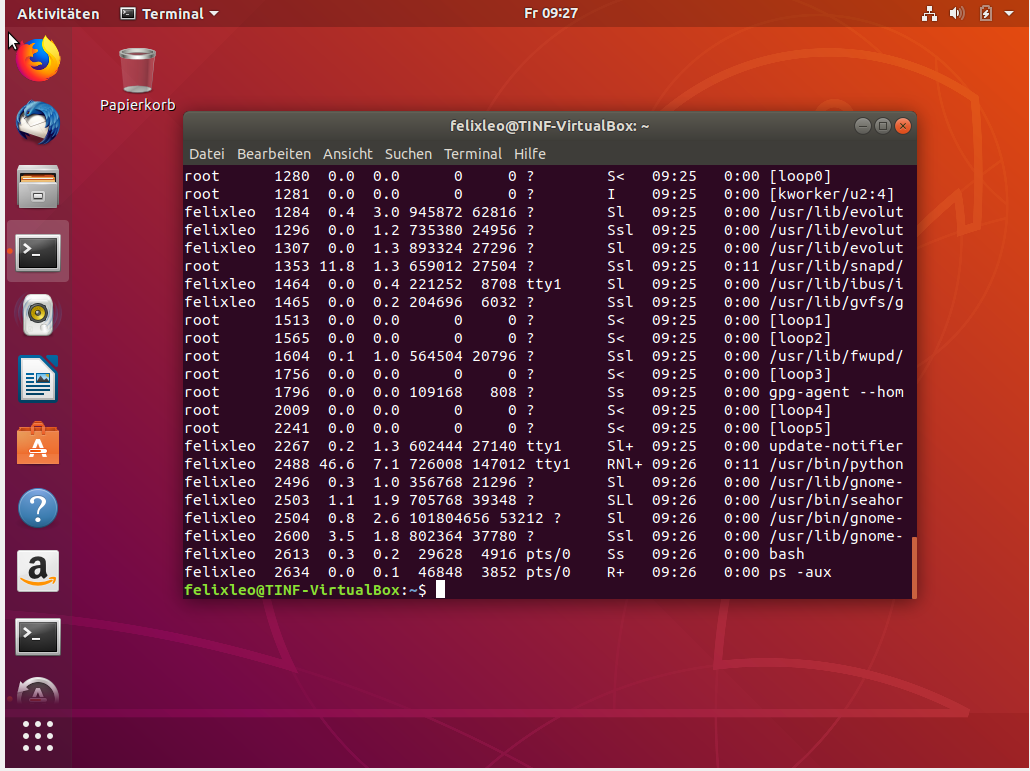 Aktivitäten Terminal Fr 09:27
Papierkorb
felixleo@TINF-VirtualBox: ~
Datei Bearbeiten Ansicht Suchen Terminal Hilfe
root 1280 0.0 0.0 0 0 ? S< 09:25 0:00 [loop0]
root 1281 0.0 0.0 0 0 ? I 09:25 0:00 [kworker/u2:4]
felixleo 1284 0.4 3.0 945872 62816 ? Sl 09:25 0:00 /usr/lib/evolut
felixleo 1296 0.0 1.2 735380 24956 ? Ssl 09:25 0:00 /usr/lib/evolut
felixleo 1307 0.0 1.3 893324 27296 ? Sl 09:25 0:00 /usr/lib/evolut
root 1353 11.8 1.3 659012 27504 ? Ssl 09:25 0:11 /usr/lib/snapd/
felixleo 1464 0.0 0.4 221252 8708 tty1 Sl 09:25 0:00 /usr/lib/ibus/i
felixleo 1465 0.0 0.2 204696 6032 ? Ssl 09:25 0:00 /usr/lib/gvfs/g
root 1513 0.0 0.0 0 0 ? S< 09:25 0:00 [loop1]
root 1565 0.0 0.0 0 0 ? S< 09:25 0:00 [loop2]
root 1604 0.1 1.0 564504 20796 ? Ssl 09:25 0:00 /usr/lib/fwupd/
root 1756 0.0 0.0 0 0 ? S< 09:25 0:00 [loop3]
root 1796 0.0 0.0 109168 808 ? Ss 09:25 0:00 gpg-agent --hom
root 2009 0.0 0.0 0 0 ? S< 09:25 0:00 [loop4]
root 2241 0.0 0.0 0 0 ? S< 09:25 0:00 [loop5]
felixleo 2267 0.2 1.3 602444 27140 tty1 Sl+ 09:25 0:00 update-notifier
felixleo 2488 46.6 7.1 726008 147012 tty1 RNl+ 09:26 0:11 /usr/bin/python
felixleo 2496 0.3 1.0 356768 21296 ? Sl 09:26 0:00 /usr/lib/gnome-
felixleo 2503 1.1 1.9 705768 39348 ? SLl 09:26 0:00 /usr/bin/seahor
felixleo 2504 0.8 2.6 101804656 53212 ? Sl 09:26 0:00 /usr/bin/gnome-
felixleo 2600 3.5 1.8 802364 37780 ? Ssl 09:26 0:00 /usr/lib/gnome-
felixleo 2613 0.3 0.2 29628 4916 pts/0 Ss 09:26 0:00 bash
felixleo 2634 0.0 0.1 46848 3852 pts/0 R+ 09:26 0:00 ps -aux
felixleo@TINF-VirtualBox:~$